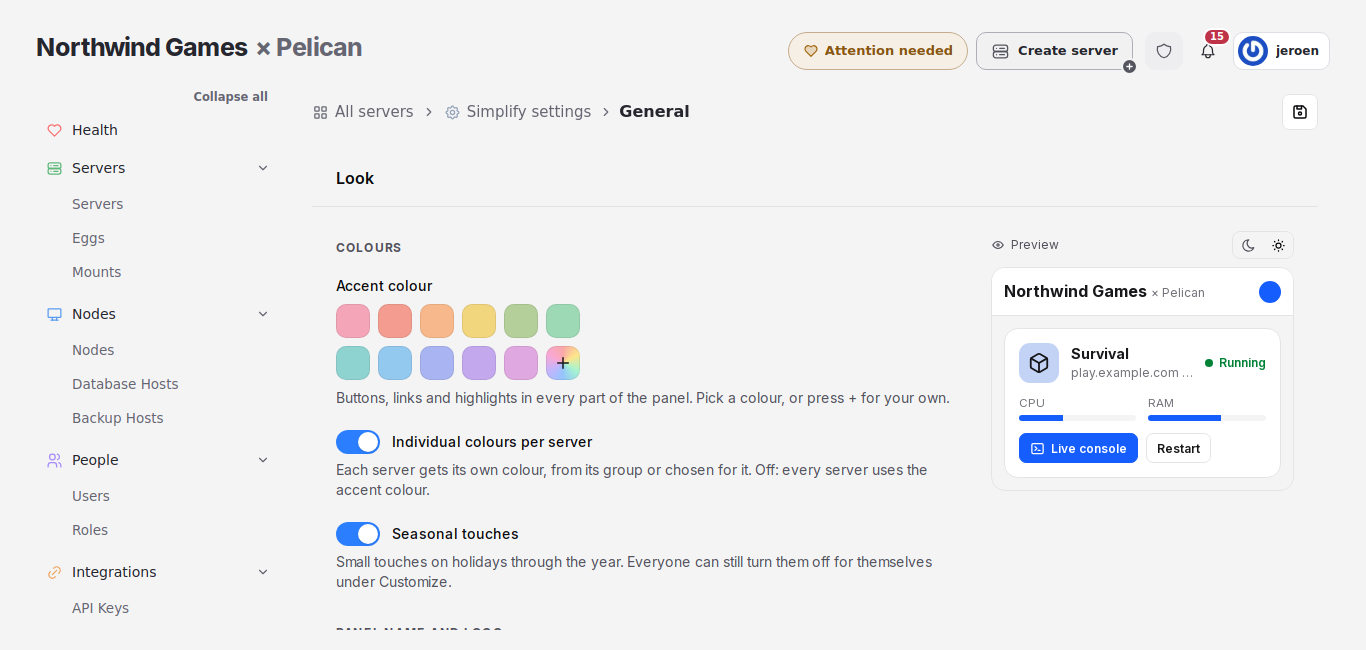 Northwind Games × Pelican
Attention needed
Create server
15
jeroen
Collapse all
Health
Servers
Servers
Eggs
Mounts
Nodes
Nodes
Database Hosts
Backup Hosts
People
Users
Roles
Integrations
API Keys
All servers > Simplify settings > General
Look
COLOURS
Accent colour
Buttons, links and highlights in every part of the panel. Pick a colour, or press + for your own.
Individual colours per server
Each server gets its own colour, from its group or chosen for it. Off: every server uses the
accent colour.
Seasonal touches
Small touches on holidays through the year. Everyone can still turn them off for themselves
under Customize.
Preview
Northwind Games × Pelican
Survival
play.example.com ...
Running
CPU
RAM
Live console
Restart